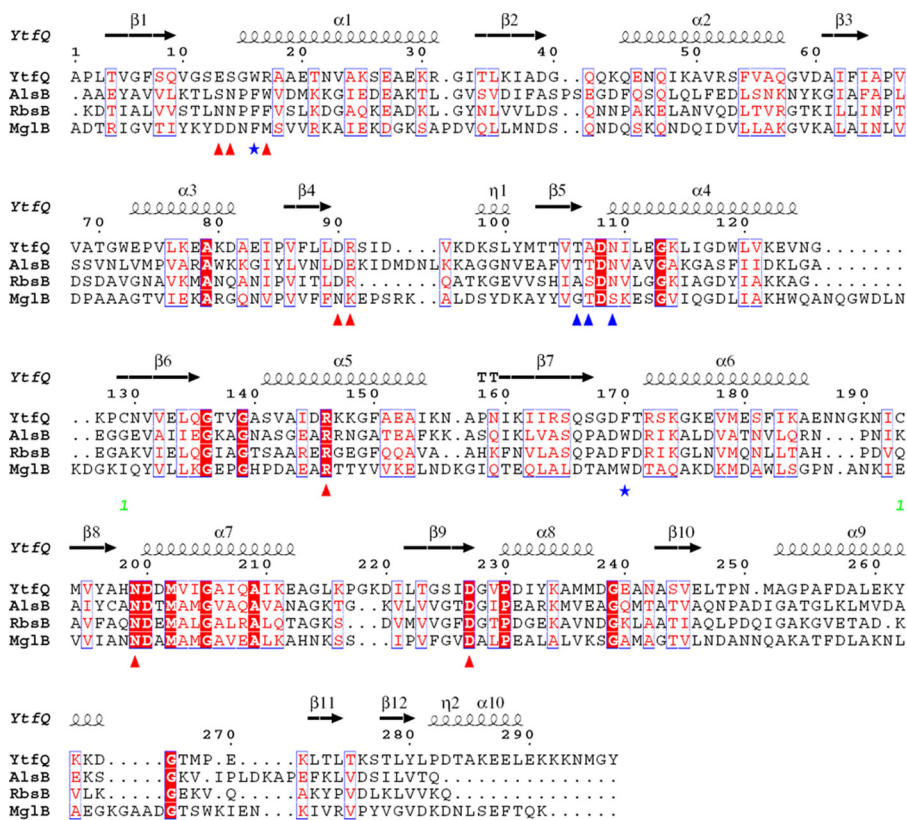 YtfQ β1 α1 β2 α2 β3
1 10 20 30 40 50 60
YtfQ APLTVGFSQVGSESGWRAAETNVAKSEAEKR.GITLKIADG..QQKQENQIKAVRSFVAQGVDAIFIAPV
AlsB .AAEYAVVLKTLSNPFWVDMKKGIEDEAKTL.GVSVDIFASPSEGDFQSQLQLFEDLSNKNYKGIAFAPL
RbsB .KDTIALVVSTLNNPFFVSLKDGAQKEADKL.GYNLVVLDS..QNNPAKELANVQDLTVRGTKILLINPT
MglB ADTRIGVTIYKYDDNFMSVVRKAIEKDGKSAPDVQLLMNDS..QNDQSKQNDQIDVLLAKGVKALAINLV
YtfQ α3 β4 η1 β5 α4
70 80 90 100 110 120
YtfQ VATGWEPVLKEAKDAEIPVFLLDRSID....VKDKSLYMTTVTADNILEGKLIGDWLVKEVNG.......
AlsB SSVNLVMPVARAWKKGIYLVNLDEKIDMDNLKKAGGNVEAFVTTDNVAVGAKGASFIIDKLGA.......
RbsB DSDAVGNAVKMANQANIPVITLDR.......QATKGEVVSHIASDNVLGGKIAGDYIAKKAG........
MglB DPAAAGTVIEKARGQNVPVVFFNKEPSRK.ALDSYDKAYYVGTDSKESGVIQGDLIAKHWQANQGWDLN
YtfQ β6 α5 TT β7 α6
130 140 150 160 170 180 190
YtfQ ..KPCNVVELQGTVGASVAIDRKKGFAEAIKN.APNIKIIRSQSGDFTRSKGKEVMESFIKAENNGKNIC
AlsB .EGGEVAIIEGKAGNASGEARRNGATEAFKK.ASQIKLVASQPADWDRIKALDVATNVLQRN..PNIK
RbsB .EGAKVIELQGIAGTSAARERGEGFQQAVA..AHKFNVLASQPADFDRIKGLNVMQNLLTAH..PDVQ
MglB KDGKIQYVLLKGEPGHPDAEARTTYVVKELNDKGIQTEQLALDTAMWDTAQAKDKMDAWLSGPN.ANKIE
1 1
YtfQ β8 α7 β9 α8 β10 α9
200 210 220 230 240 250 260
YtfQ MVYAHNDDMVIGAIQAIKEAGLKPGKDILTGSIDGVPDIYKAMMDGEANASVELTPN.MAGPAFDALEKY
AlsB AIYCANDTMAMGVAQAVANAGKTG..KVLVVGTDGIPEARKMVEAGQMTATVAQNPADIGATGLKLMVDA
RbsB AVFAQNDEMALGALRALQTAGKS...DVMVVGFDGTPDGEKAVNDGKLAATIAQLPDQIGAKGVETADK.
MglB VVIANNDAMAMGAVEALKAHNKSS..IPVFGVDALPEALALVKSGAMAGTVLNDANNQAKATFDLAKNL
YtfQ β11 β12 η2 α10
270 280 290
YtfQ KKD.....GTMP.E....KLTLTKSTLYLPDTAKEELEKKKNMGY
AlsB EKS.....GKV.IPLDKAPEFKLVDSILVTQ..............
RbsB VLK.....GEKV.Q....AKYPVDLKLVVKQ..............
MglB AEGKGAADGTSWKIEN..KIVRVPYVGVDKDNLSEFTQK......